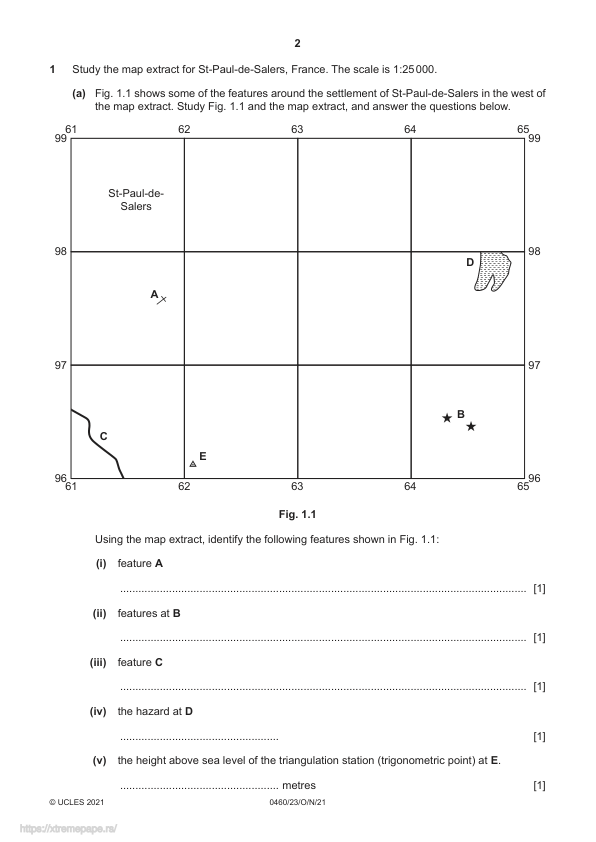 2
1 Study the map extract for St-Paul-de-Salers, France. The scale is 1:25 000.
(a) Fig. 1.1 shows some of the features around the settlement of St-Paul-de-Salers in the west of
the map extract. Study Fig. 1.1 and the map extract, and answer the questions below.
61 62 63 64 65
99 99
St-Paul-de-
Salers
98 98
D
A
97 97
B
C
E
96 96
61 62 63 64 65
Fig. 1.1
Using the map extract, identify the following features shown in Fig. 1.1:
(i) feature A
.......................................................................................................................................... [1]
(ii) features at B
.......................................................................................................................................... [1]
(iii) feature C
.......................................................................................................................................... [1]
(iv) the hazard at D
..................................................... [1]
(v) the height above sea level of the triangulation station (trigonometric point) at E.
..................................................... metres [1]
© UCLES 2021 0460/23/O/N/21
https://xtremepape.rs/